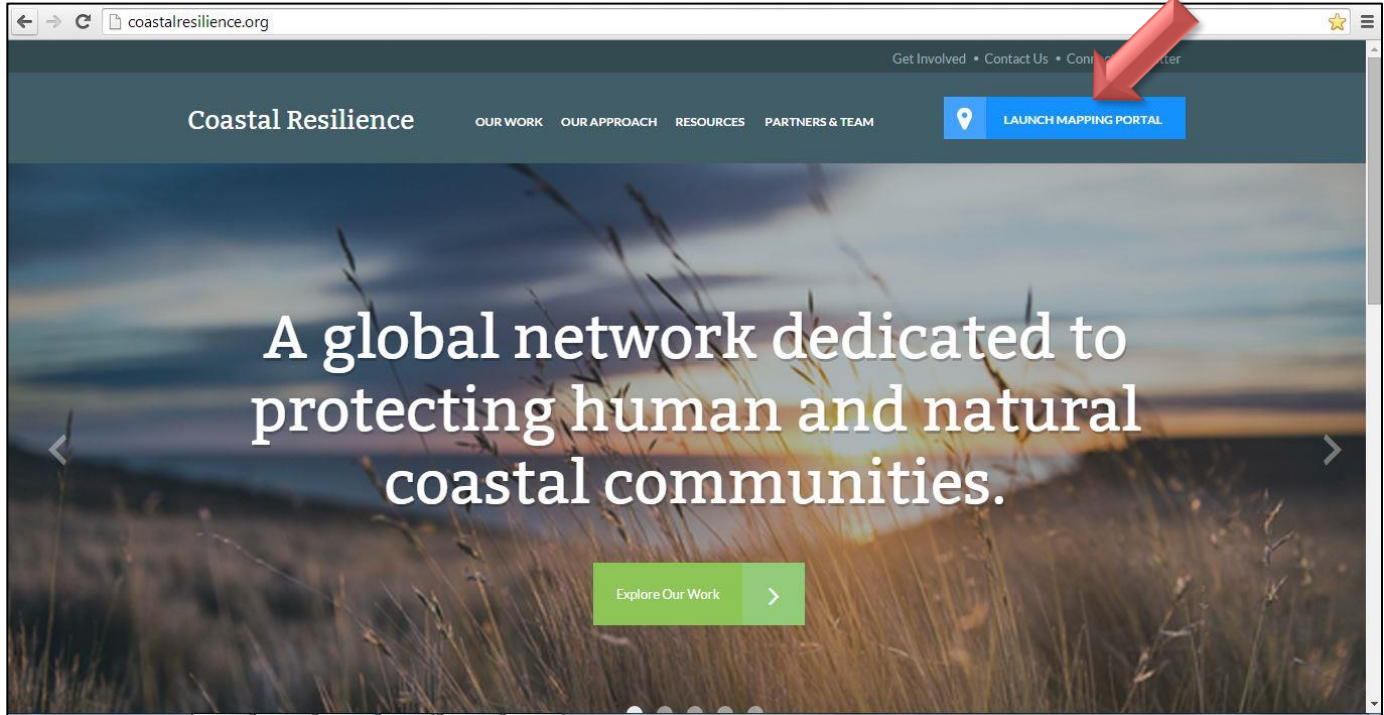 coastalresilience.org
Get Involved • Contact Us •
Coastal Resilience OUR WORK OUR APPROACH RESOURCES PARTNERS & TEAM LAUNCH MAPPING PORTAL
A global network dedicated to
protecting human and natural
coastal communities.
Explore Our Work